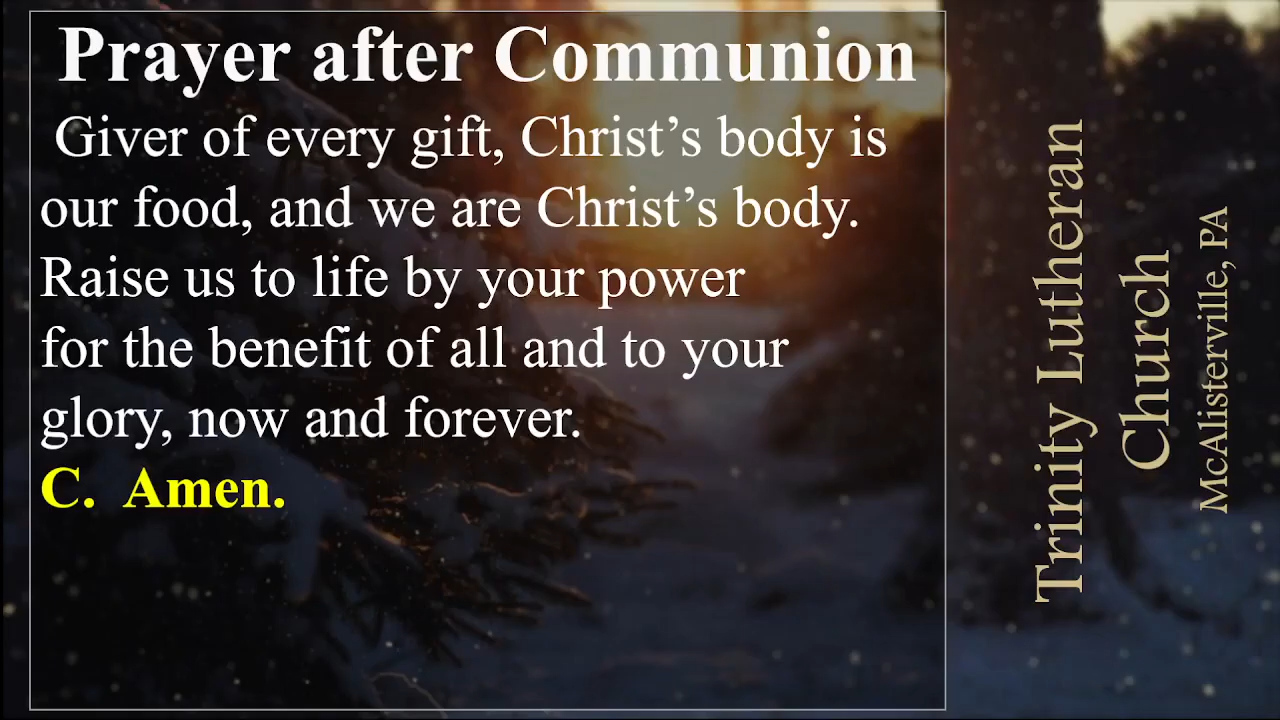 Prayer after Communion
Giver of every gift, Christ’s body is
our food, and we are Christ’s body.
Raise us to life by your power
for the benefit of all and to your
glory, now and forever.
C.  Amen.
Trinity Lutheran
Church
McAlisterville, PA